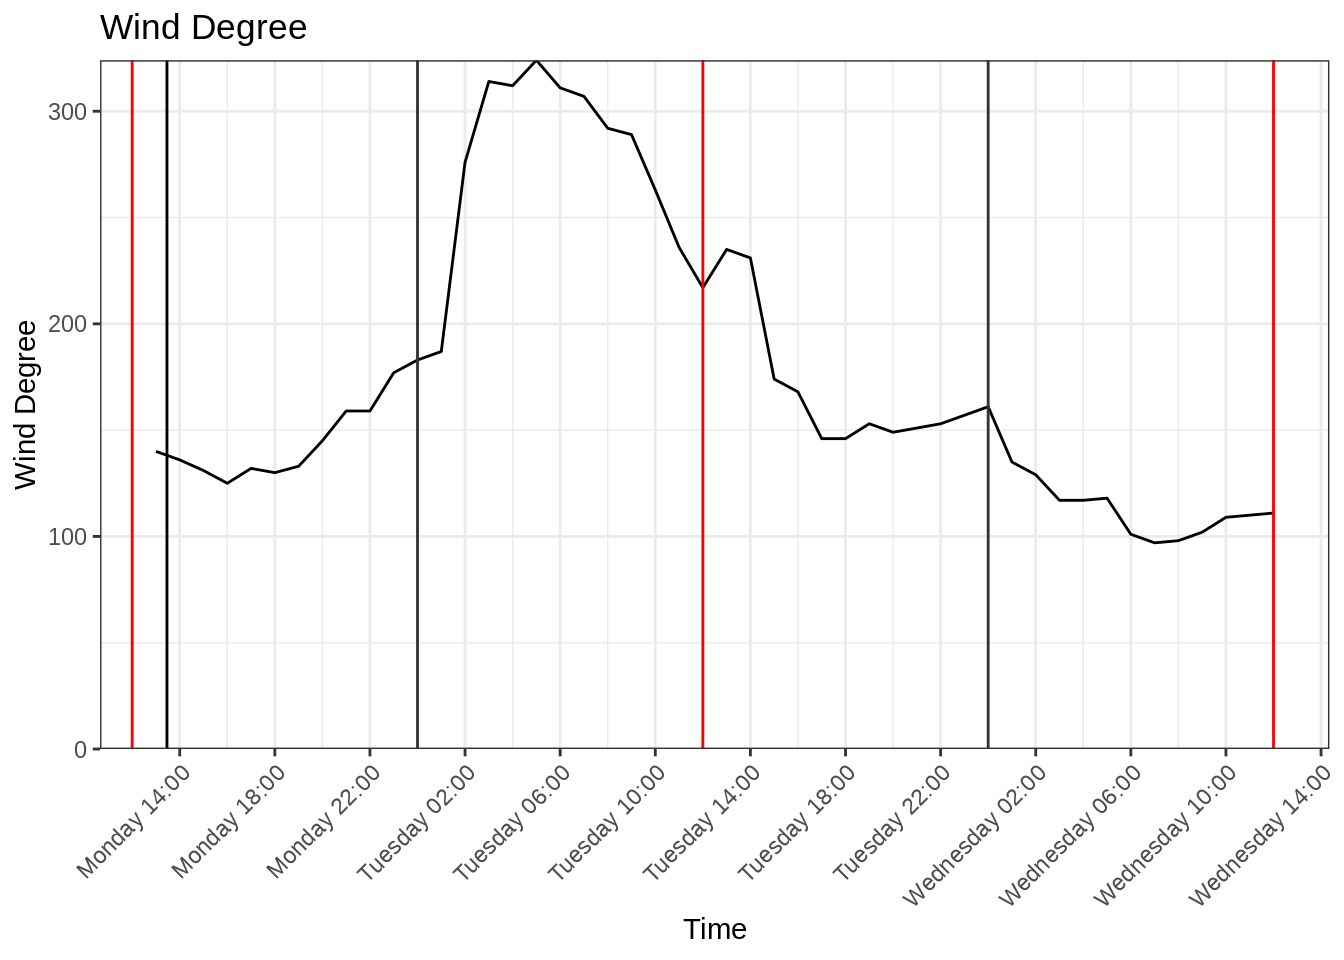 Wind Degree
Wind Degree
300
200
100
0
Monday 14:00
Monday 18:00
Monday 22:00
Tuesday 02:00
Tuesday 06:00
Tuesday 10:00
Tuesday 14:00
Tuesday 18:00
Tuesday 22:00
Wednesday 02:00
Wednesday 06:00
Wednesday 10:00
Wednesday 14:00
Time